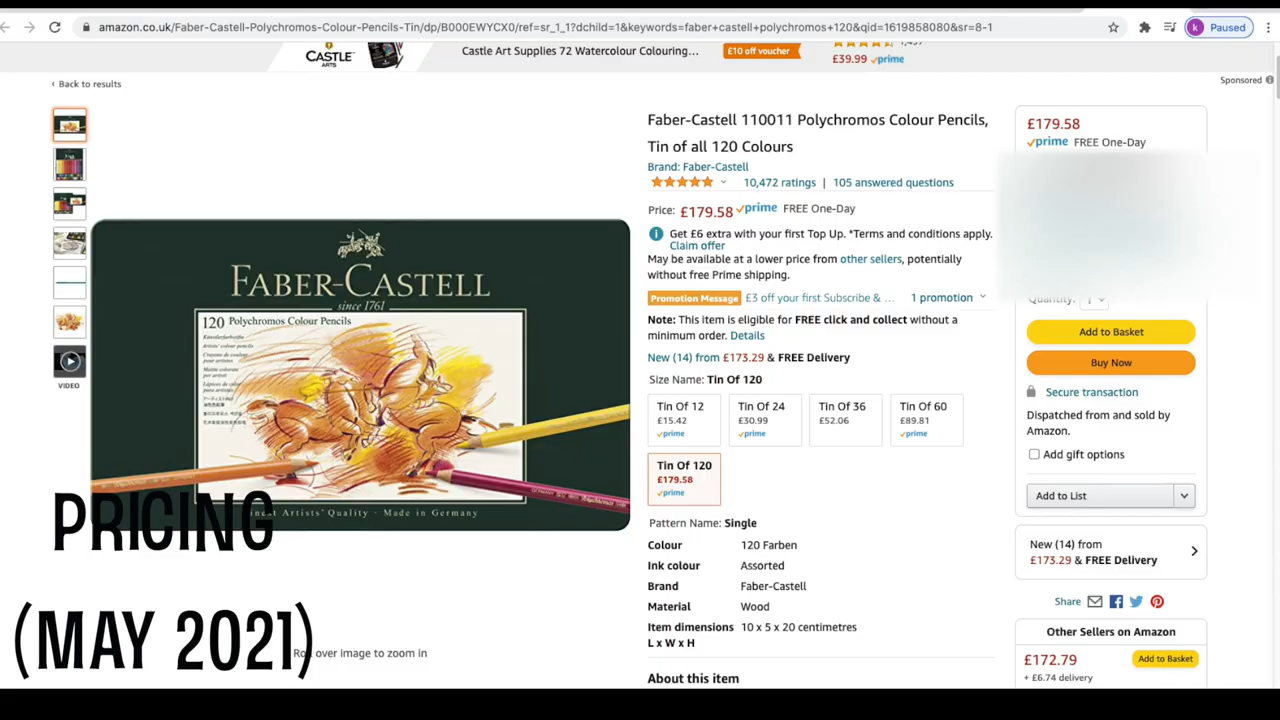 amazon.co.uk/Faber-Castell-Polychromos-Colour-Pencils-Tin/dp/B000EWYCX0/ref=sr_1_1?dchild=1&keywords=faber+castell+polychromos+120&qid=1619858080&sr=8-1
k Paused
CASTLE
ARTS
Castle Art Supplies 72 Watercolour Colouring...
£10 off voucher
£39.99 prime
‹ Back to results
Sponsored
Faber-Castell 110011 Polychromos Colour Pencils,
Tin of all 120 Colours
Brand: Faber-Castell
10,472 ratings | 105 answered questions
Price: £179.58 prime FREE One-Day
Get £6 extra with your first Top Up. *Terms and conditions apply.
Claim offer
May be available at a lower price from other sellers, potentially
without free Prime shipping.
Promotion Message £3 off your first Subscribe & ... 1 promotion
Note: This item is eligible for FREE click and collect without a
minimum order. Details
New (14) from £173.29 & FREE Delivery
Size Name: Tin Of 120
Tin Of 12
£15.42
prime
Tin Of 24
£30.99
prime
Tin Of 36
£52.06
Tin Of 60
£89.81
prime
Tin Of 120
£179.58
prime
Pattern Name: Single
Colour 120 Farben
Ink colour Assorted
Brand Faber-Castell
Material Wood
Item dimensions 10 x 5 x 20 centimetres
L x W x H
About this item
VIDEO
FABER-CASTELL
since 1761
120 Polychromos Colour Pencils
Künstlerfarbstifte
Artists' colour pencils
Finest Artists' Quality · Made in Germany
PRICING
(MAY 2021)
Roll over image to zoom in
£179.58
prime FREE One-Day
Quantity: 1
Add to Basket
Buy Now
Secure transaction
Dispatched from and sold by
Amazon.
Add gift options
Add to List
New (14) from
£173.29 & FREE Delivery
Share
Other Sellers on Amazon
£172.79
Add to Basket
+ £6.74 delivery